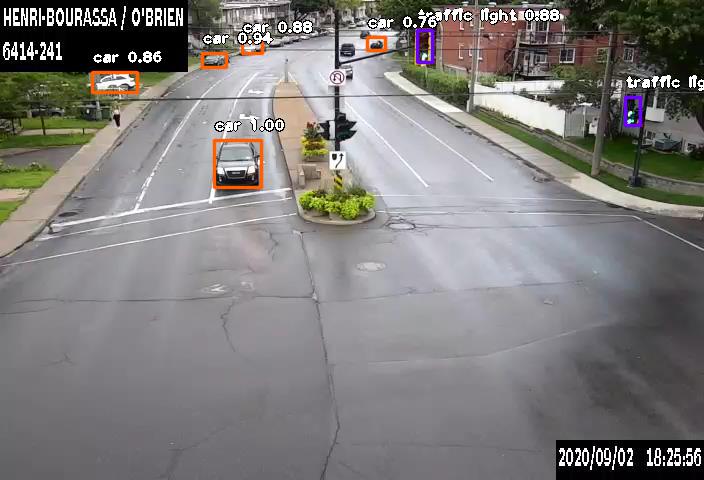 HENRI-BOURASSA / O'BRIEN
6414-241
car 0.86
car 0.94
car 0.88
car 0.76
traffic light 0.88
traffic lig
car 1.00
2020/09/02 18:25:56